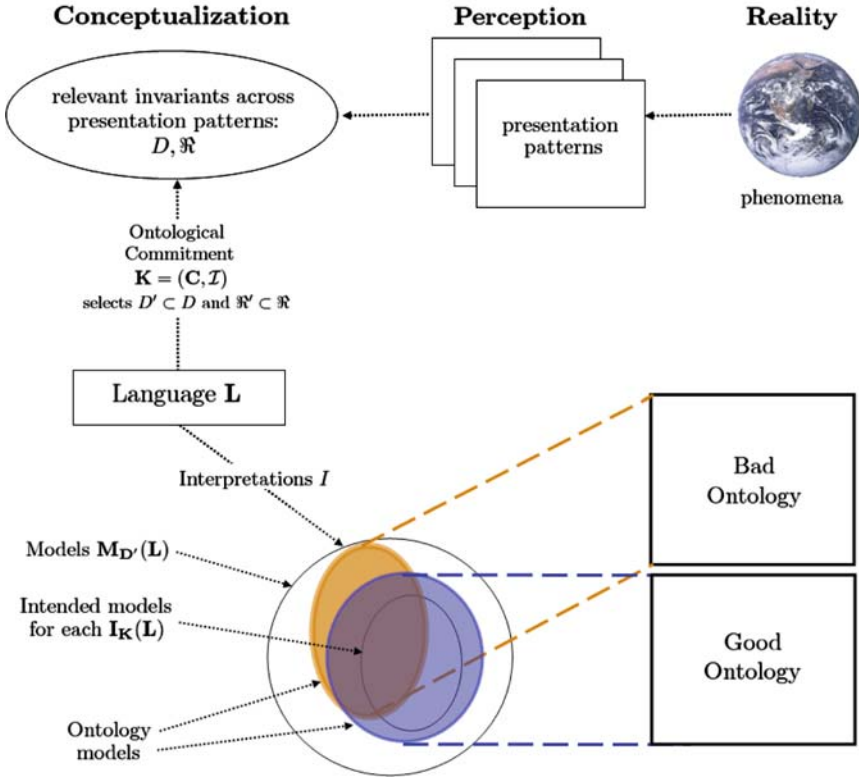 Conceptualization
Perception
Reality
relevant invariants across
presentation patterns:
D, ℜ
presentation
patterns
phenomena
Ontological
Commitment
K = (C, ℐ)
selects D′ ⊂ D and ℜ′ ⊂ ℜ
Language L
Interpretations I
Bad
Ontology
Models M_D′(L)
Intended models
for each I_K(L)
Good
Ontology
Ontology
models